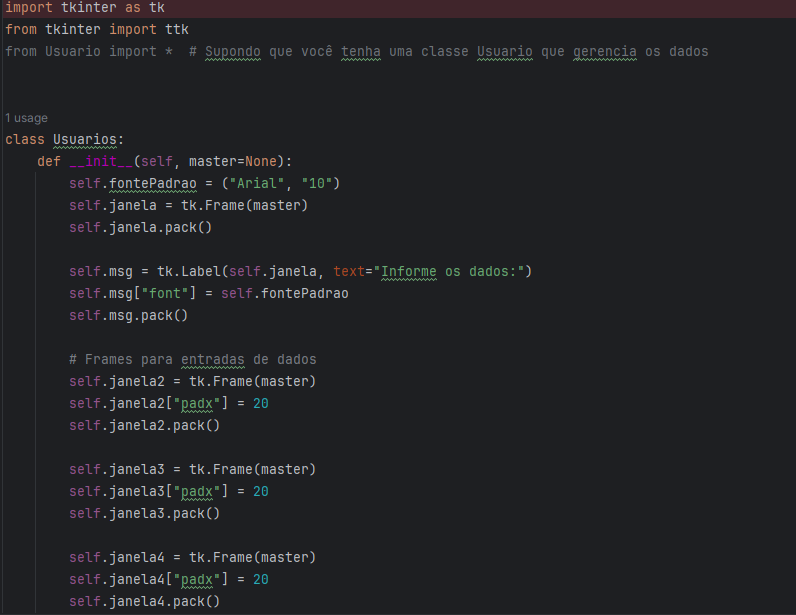 import tkinter as tk
from tkinter import ttk
from Usuario import *  # Supondo que você tenha uma classe Usuario que gerencia os dados
1 usage
class Usuarios:
    def __init__(self, master=None):
        self.fontePadrao = ("Arial", "10")
        self.janela = tk.Frame(master)
        self.janela.pack()
        self.msg = tk.Label(self.janela, text="Informe os dados:")
        self.msg["font"] = self.fontePadrao
        self.msg.pack()
        # Frames para entradas de dados
        self.janela2 = tk.Frame(master)
        self.janela2["padx"] = 20
        self.janela2.pack()
        self.janela3 = tk.Frame(master)
        self.janela3["padx"] = 20
        self.janela3.pack()
        self.janela4 = tk.Frame(master)
        self.janela4["padx"] = 20
        self.janela4.pack()